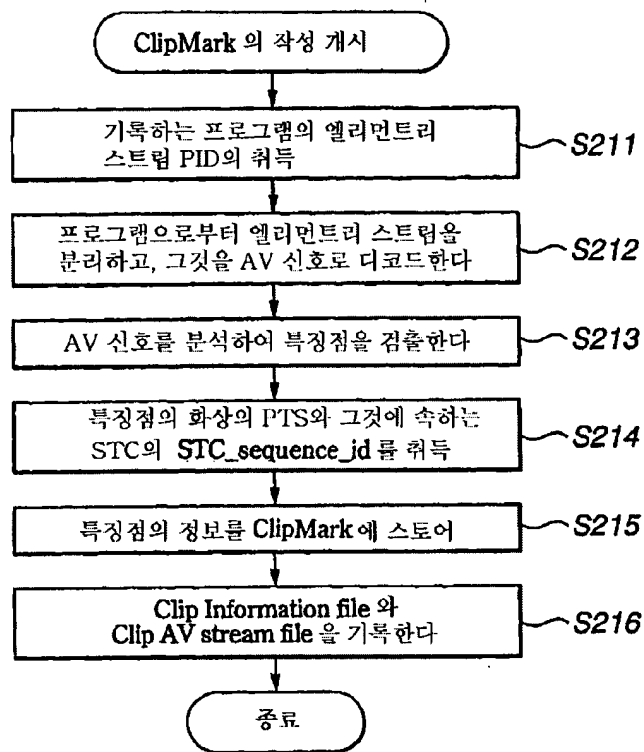 ClipMark 의 작성 개시
기록하는 프로그램의 엘리먼트리
스트림 PID의 취득
S211
프로그램으로부터 엘리먼트리 스트림을
분리하고, 그것을 AV 신호로 디코드한다
S212
AV 신호를 분석하여 특징점을 검출한다
S213
특징점의 화상의 PTS와 그것에 속하는
STC의 STC_sequence_id 를 취득
S214
특징점의 정보를 ClipMark 에 스토어
S215
Clip Information file 와
Clip AV stream file 을 기록한다
S216
종료